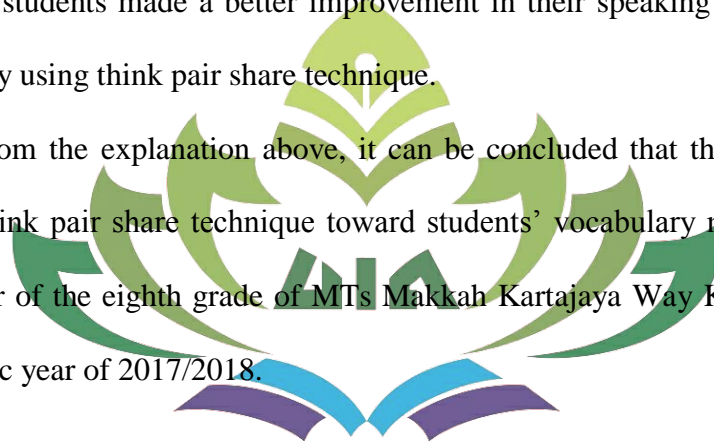 students made a better improvement in their speaking
y using think pair share technique.
om the explanation above, it can be concluded that th
ink pair share technique toward students’ vocabulary
r of the eighth grade of MTs Makkah Kartajaya Way K
c year of 2017/2018.